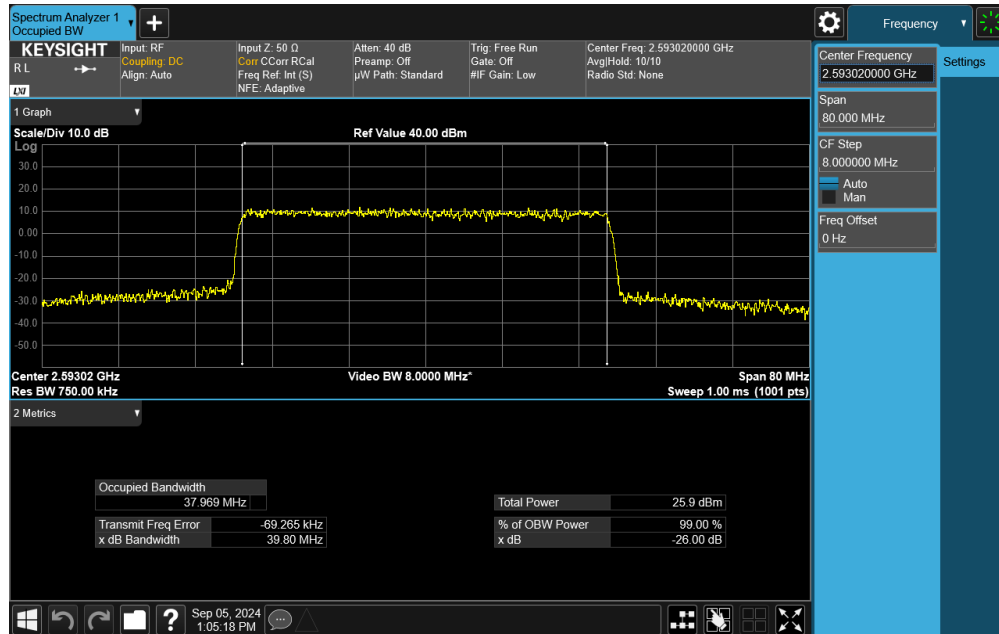 Spectrum Analyzer 1
Occupied BW
Frequency
KEYSIGHT
R L
LXI
Input: RF
Coupling: DC
Align: Auto
Input Z: 50 Ω
Corr CCorr RCal
Freq Ref: Int (S)
NFE: Adaptive
Atten: 40 dB
Preamp: Off
µW Path: Standard
Trig: Free Run
Gate: Off
#IF Gain: Low
Center Freq: 2.593020000 GHz
Avg|Hold: 10/10
Radio Std: None
Center Frequency
2.593020000 GHz
Settings
Span
80.000 MHz
CF Step
8.000000 MHz
Auto
Man
Freq Offset
0 Hz
1 Graph
Scale/Div 10.0 dB
Ref Value 40.00 dBm
Log
30.0
20.0
10.0
0.00
-10.0
-20.0
-30.0
-40.0
-50.0
Center 2.59302 GHz
Video BW 8.0000 MHz*
Span 80 MHz
Res BW 750.00 kHz
Sweep 1.00 ms (1001 pts)
2 Metrics
Occupied Bandwidth
37.969 MHz
Total Power 25.9 dBm
Transmit Freq Error -69.265 kHz
% of OBW Power 99.00 %
x dB Bandwidth 39.80 MHz
x dB -26.00 dB
?
Sep 05, 2024
1:05:18 PM